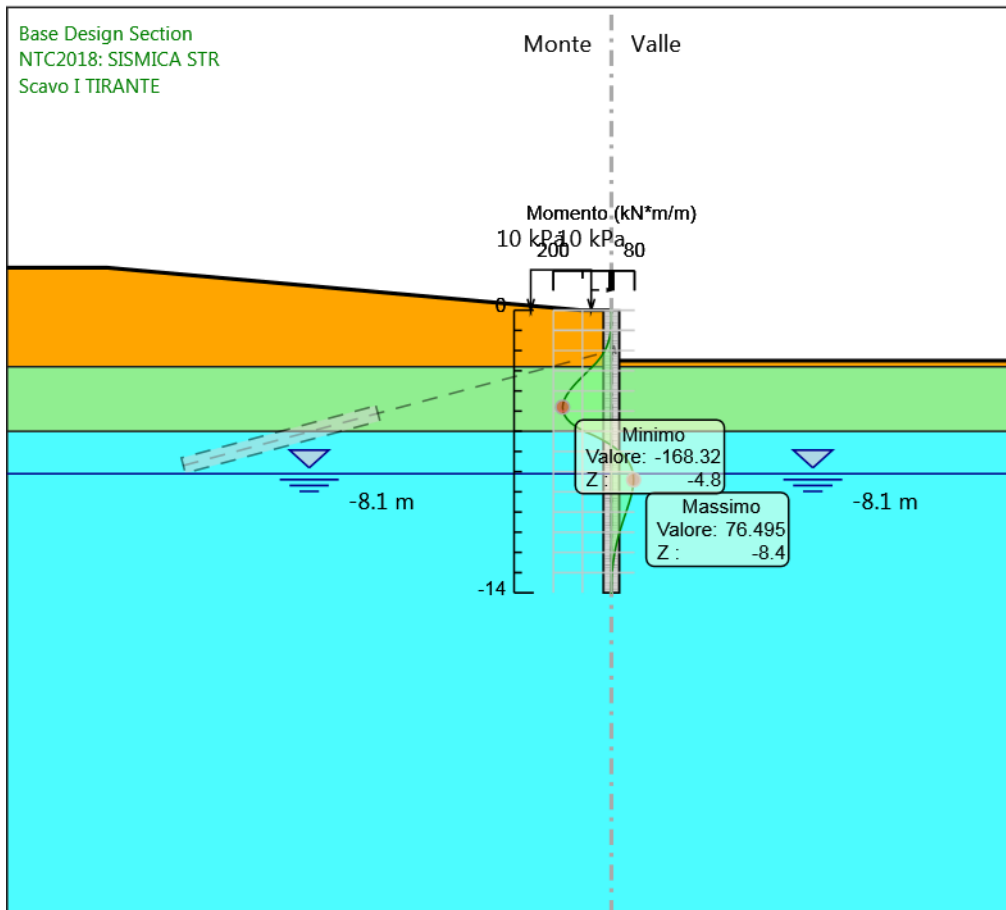 Base Design Section
NTC2018: SISMICA STR
Scavo I TIRANTE
Monte
Valle
Momento (kN*m/m)
10 kPa
10 kPa
200
0
80
0
Minimo
Valore: -168.32
Z : -4.8
-8.1 m
-8.1 m
Massimo
Valore: 76.495
Z : -8.4
-14